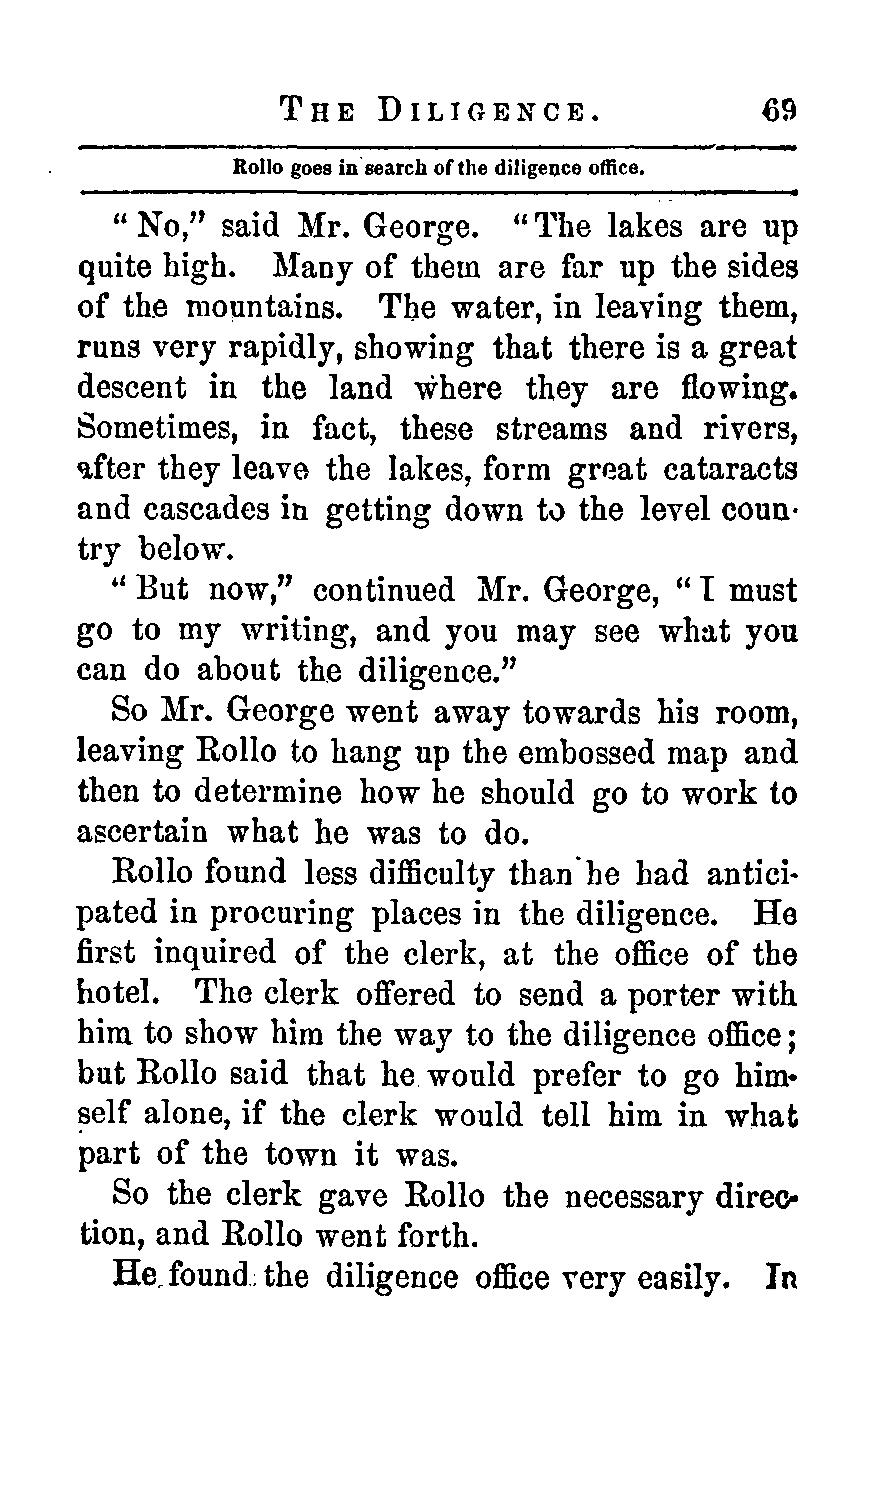 THE DILIGENCE. 69
Rollo goes in search of the diligence office.
" No," said Mr. George. " The lakes are up
quite high. Many of them are far up the sides
of the mountains. The water, in leaving them,
runs very rapidly, showing that there is a great
descent in the land where they are flowing.
Sometimes, in fact, these streams and rivers,
after they leave the lakes, form great cataracts
and cascades in getting down to the level coun-
try below.
" But now," continued Mr. George, " I must
go to my writing, and you may see what you
can do about the diligence."
So Mr. George went away towards his room,
leaving Rollo to hang up the embossed map and
then to determine how he should go to work to
ascertain what he was to do.
Rollo found less difficulty than he had antici-
pated in procuring places in the diligence. He
first inquired of the clerk, at the office of the
hotel. The clerk offered to send a porter with
him to show him the way to the diligence office;
but Rollo said that he would prefer to go him-
self alone, if the clerk would tell him in what
part of the town it was.
So the clerk gave Rollo the necessary direc-
tion, and Rollo went forth.
He found the diligence office very easily. In